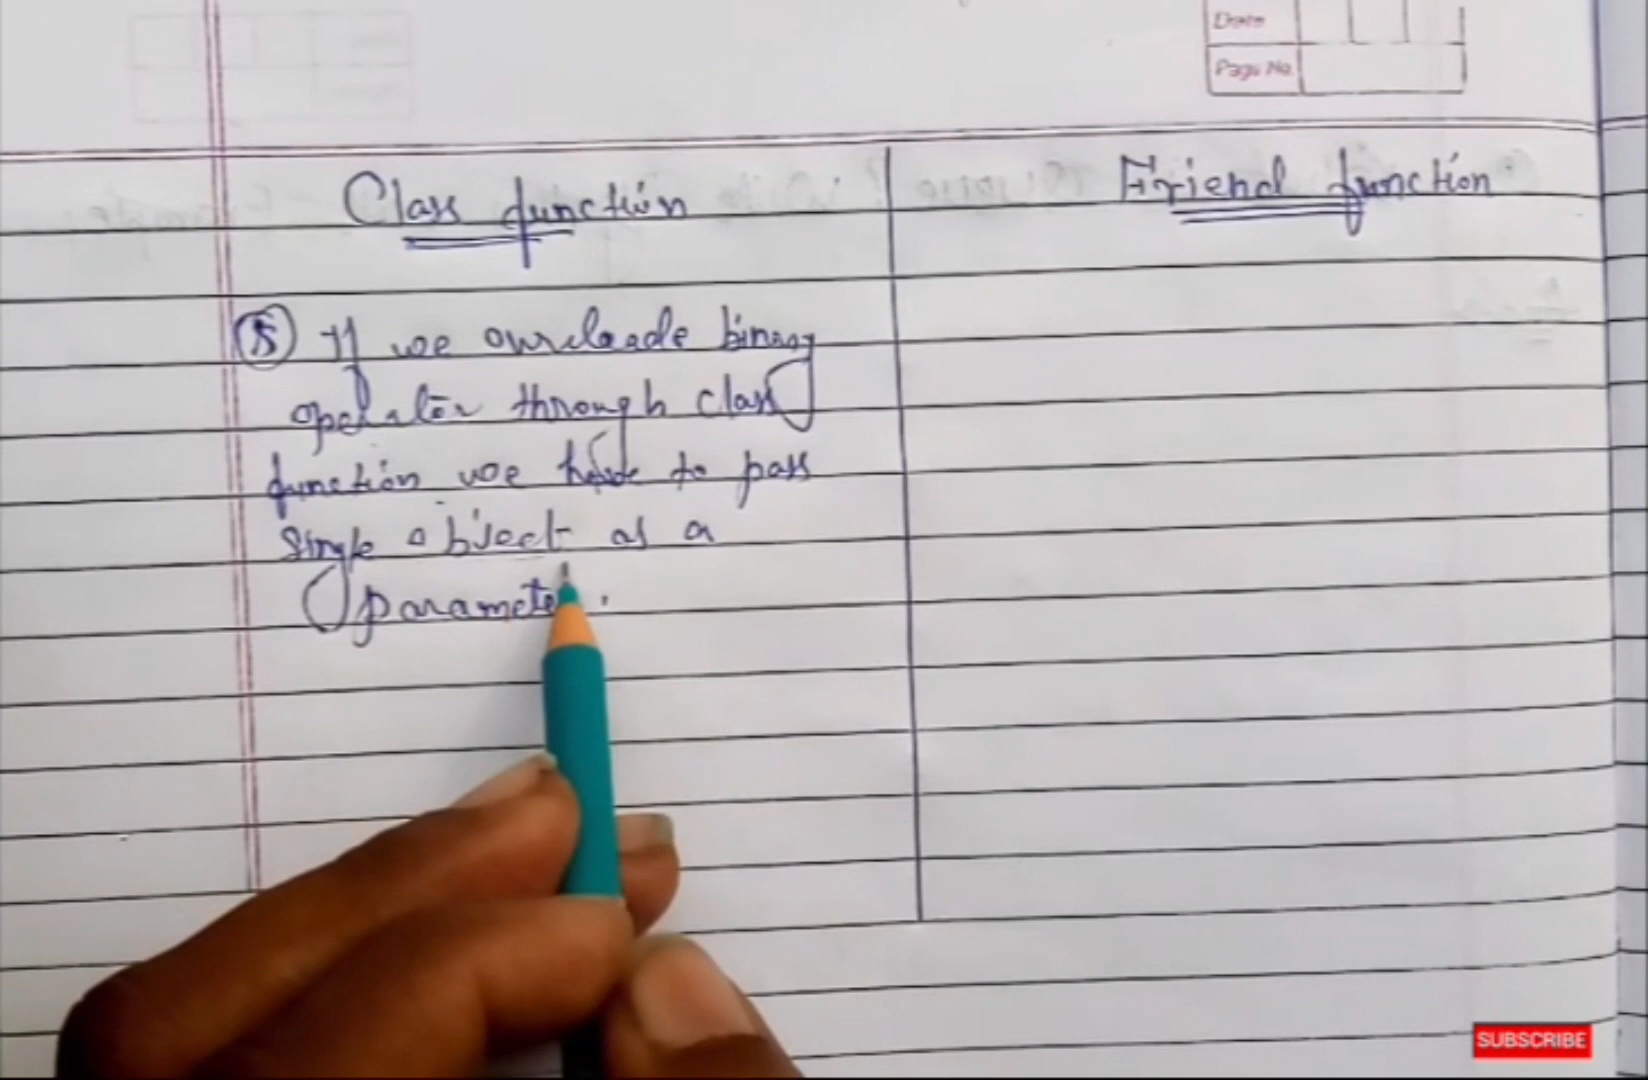 Date
Page No.
Class function
Friend function
5 If we overloade binary
operator through class
function we have to pass
single object as a
parameter.
SUBSCRIBE